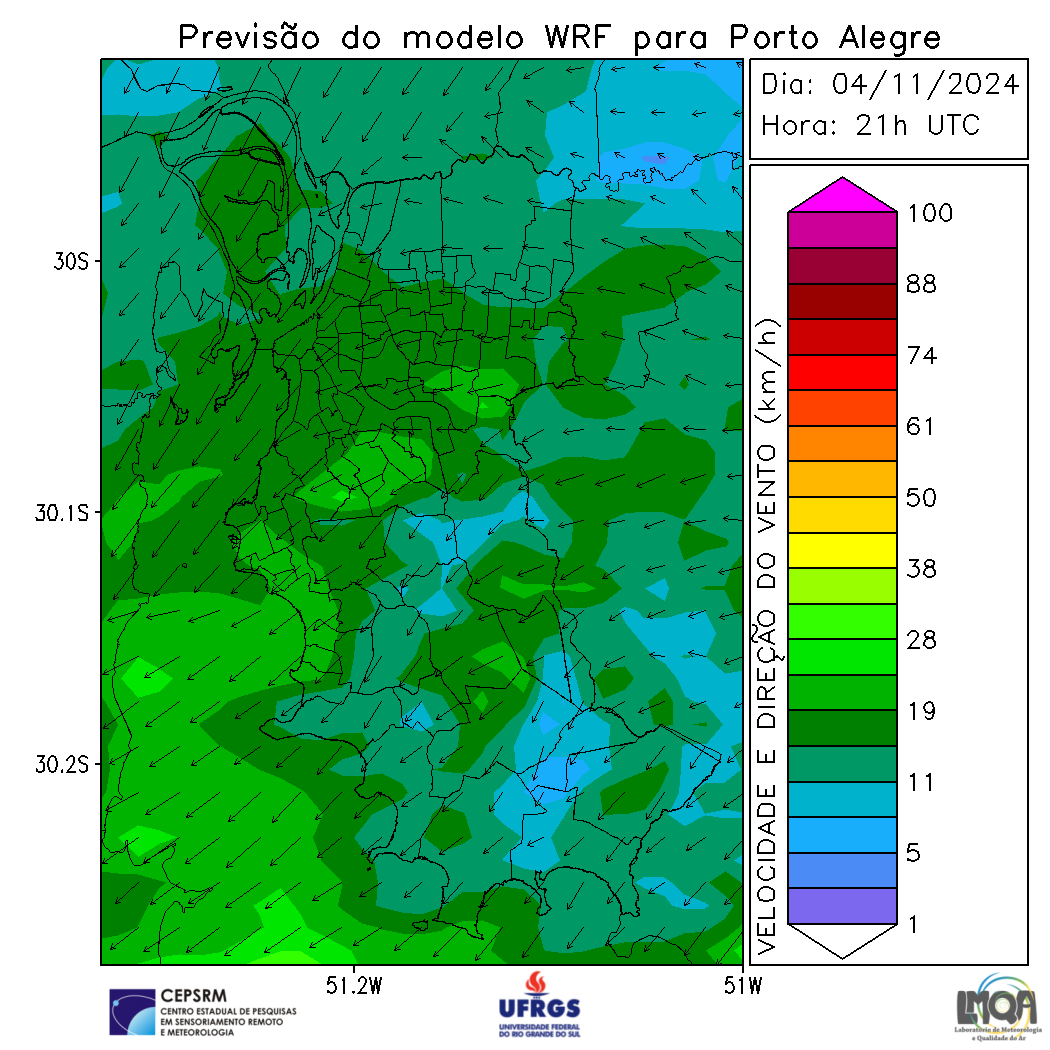 Previsão do modelo WRF para Porto Alegre
Dia: 04/11/2024
Hora: 21h UTC
30S
30.1S
30.2S
51.2W
51W
VELOCIDADE E DIREÇÃO DO VENTO (km/h)
100
88
74
61
50
38
28
19
11
5
1
CEPSRM
CENTRO ESTADUAL DE PESQUISAS
EM SENSORIAMENTO REMOTO
E METEOROLOGIA
UFRGS
UNIVERSIDADE FEDERAL
DO RIO GRANDE DO SUL
LMQA
Laboratório de Meteorologia
e Qualidade do Ar